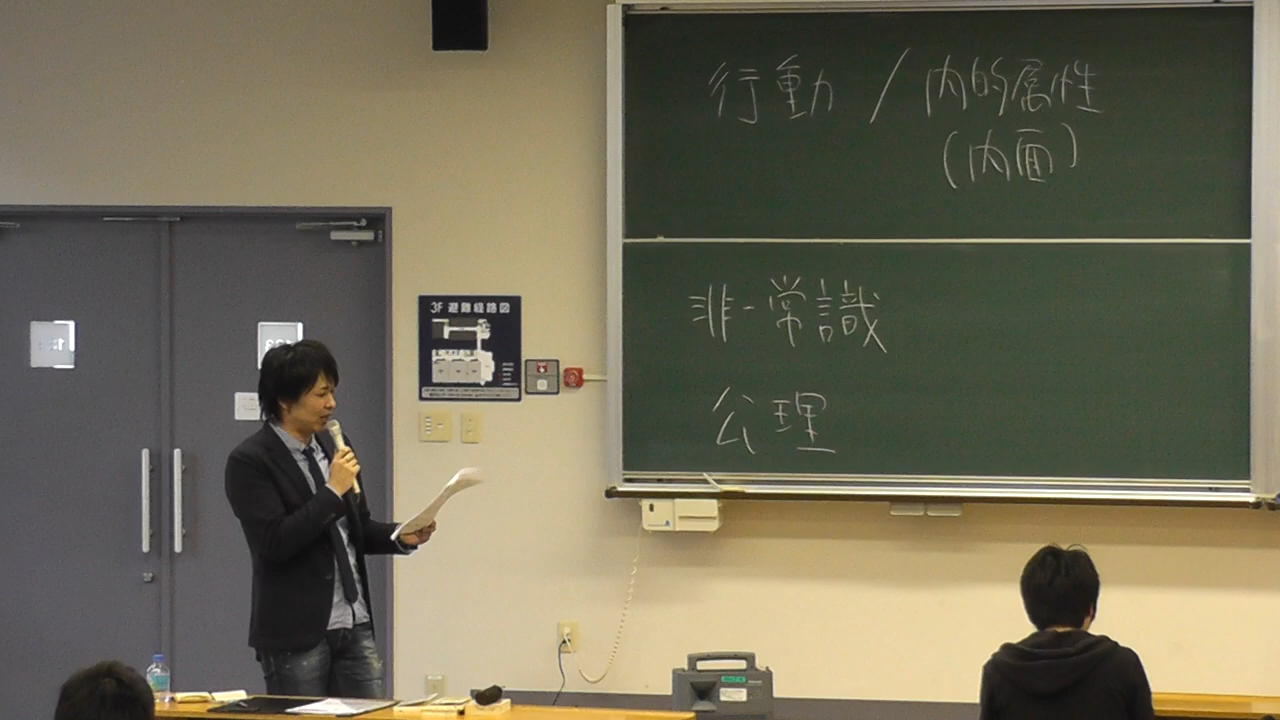 行動 / 内的属性
(内面)
非-常識
公理
3F 避難経路図